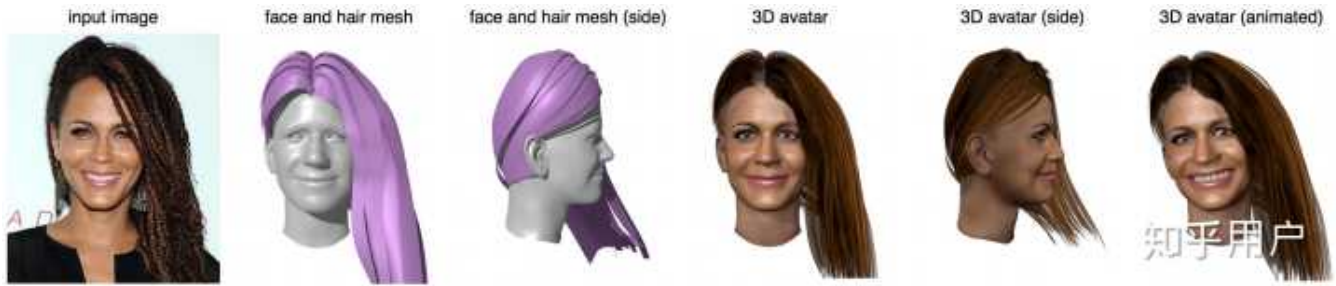 input image
face and hair mesh
face and hair mesh (side)
3D avatar
3D avatar (side)
3D avatar (animated)
A D
知乎用户